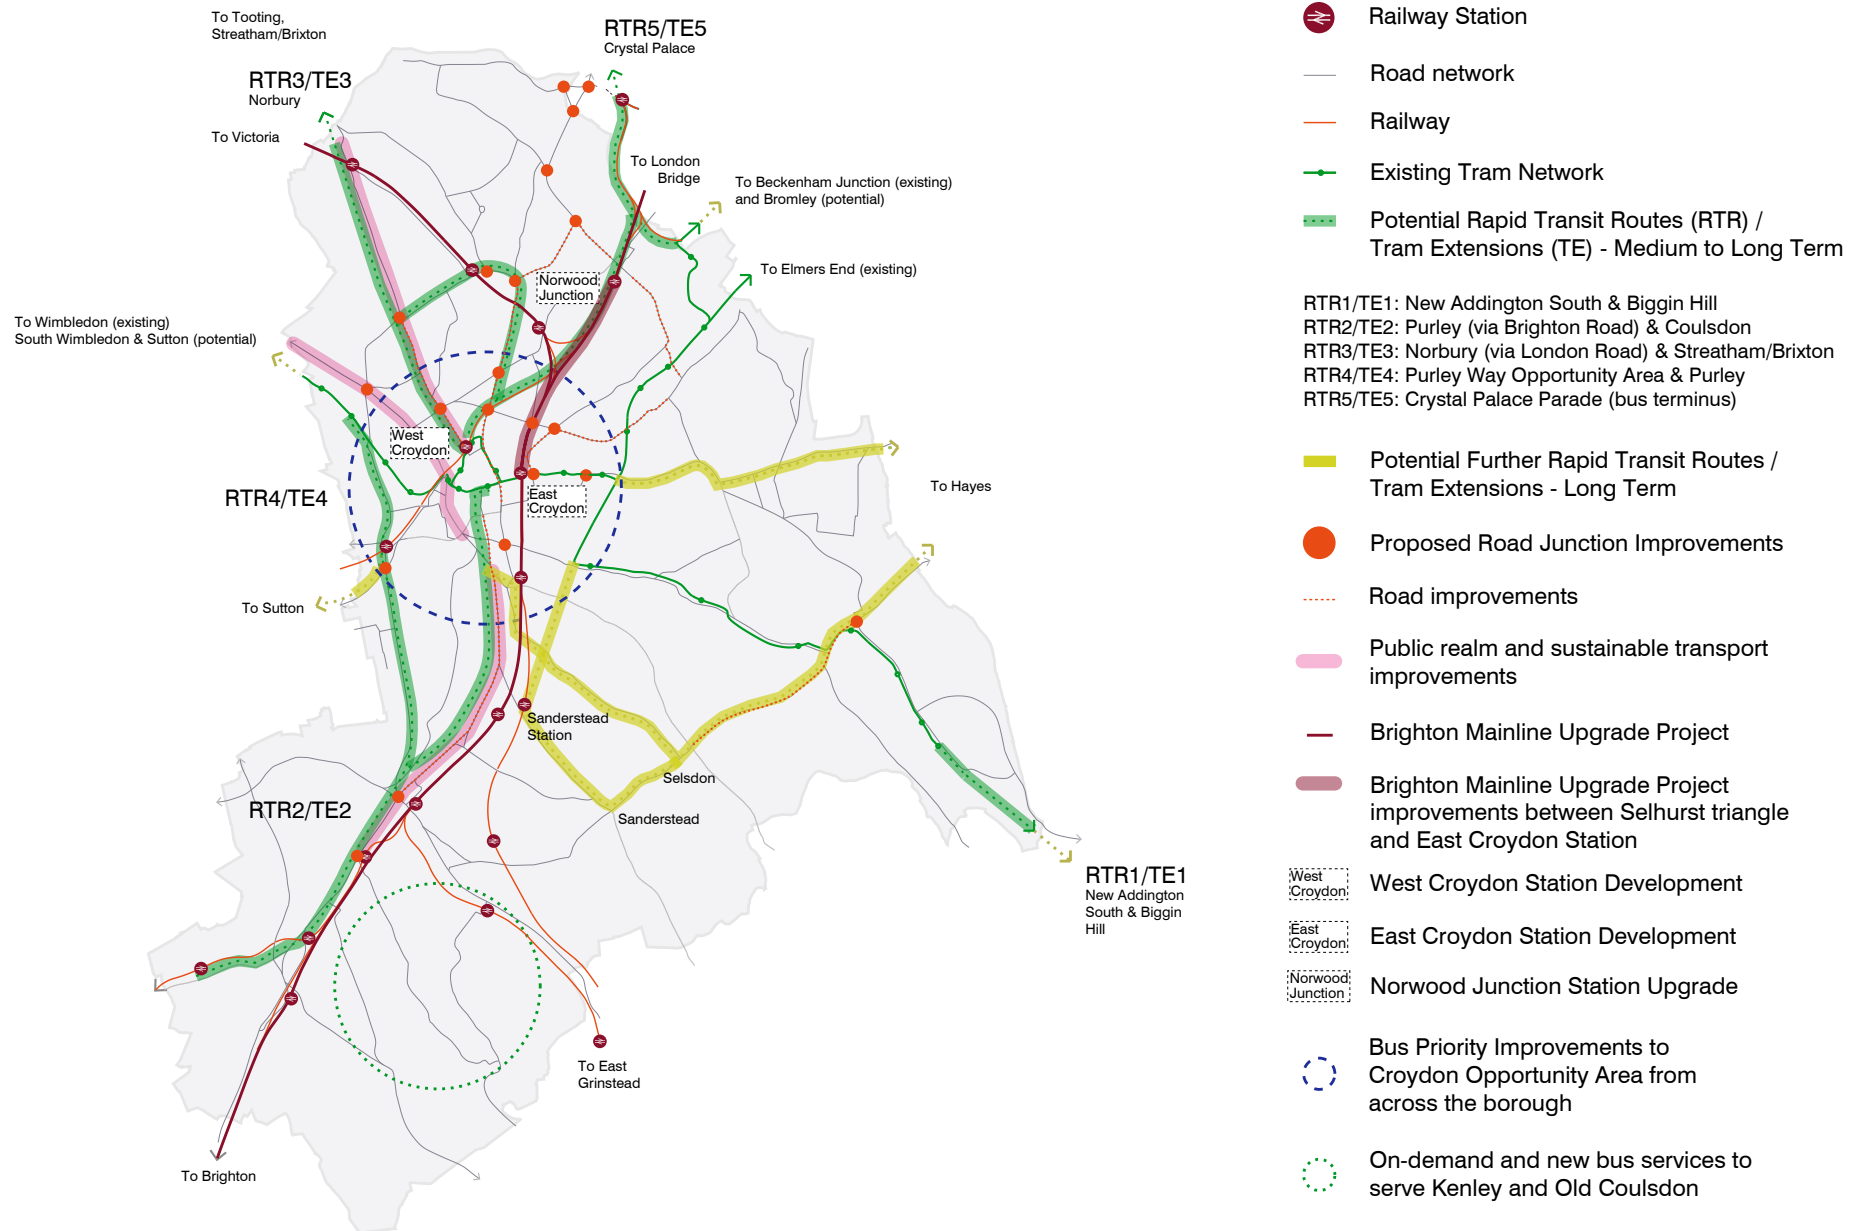 To Tooting,
Streatham/Brixton
RTR5/TE5
Crystal Palace
RTR3/TE3
Norbury
To Victoria
To London
Bridge
To Beckenham Junction (existing)
and Bromley (potential)
To Elmers End (existing)
Norwood
Junction
To Wimbledon (existing)
South Wimbledon & Sutton (potential)
West
Croydon
RTR4/TE4
East
Croydon
To Hayes
To Sutton
Sanderstead
Station
Selsdon
RTR2/TE2
Sanderstead
RTR1/TE1
New Addington
South & Biggin
Hill
To East
Grinstead
To Brighton
Railway Station
Road network
Railway
Existing Tram Network
Potential Rapid Transit Routes (RTR) /
Tram Extensions (TE) - Medium to Long Term
RTR1/TE1: New Addington South & Biggin Hill
RTR2/TE2: Purley (via Brighton Road) & Coulsdon
RTR3/TE3: Norbury (via London Road) & Streatham/Brixton
RTR4/TE4: Purley Way Opportunity Area & Purley
RTR5/TE5: Crystal Palace Parade (bus terminus)
Potential Further Rapid Transit Routes /
Tram Extensions - Long Term
Proposed Road Junction Improvements
Road improvements
Public realm and sustainable transport
improvements
Brighton Mainline Upgrade Project
Brighton Mainline Upgrade Project
improvements between Selhurst triangle
and East Croydon Station
West
Croydon
West Croydon Station Development
East
Croydon
East Croydon Station Development
Norwood
Junction
Norwood Junction Station Upgrade
Bus Priority Improvements to
Croydon Opportunity Area from
across the borough
On-demand and new bus services to
serve Kenley and Old Coulsdon